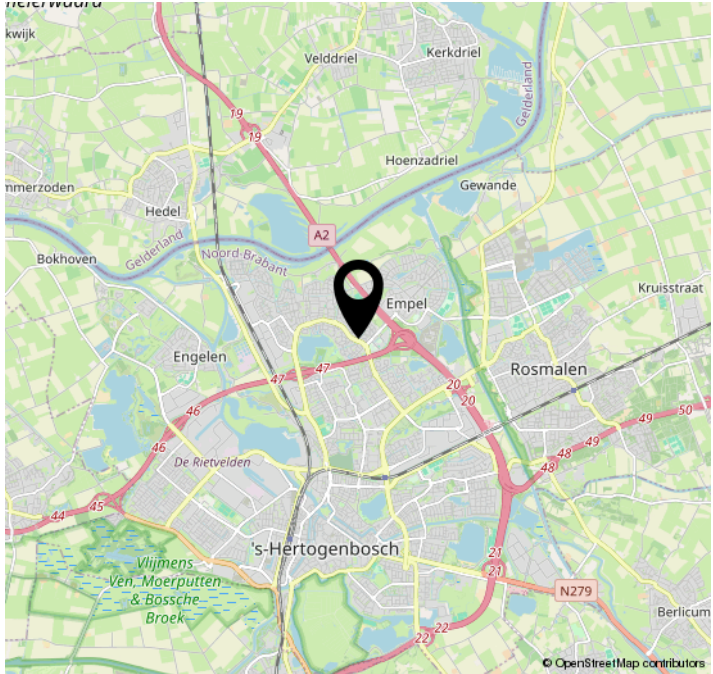 kwijk
Velddriel
Kerkdriel
19
19
Gelderland
Hoenzadriel
Gewande
mmerzoden
Hedel
A2
Gelderland
Noord-Brabant
Bokhoven
Kruisstraat
Empel
Engelen
Rosmalen
47
47
20
20
46
46
50
49
49
48
48
De Rietvelden
45
44
's-Hertogenbosch
21
21
Vlijmens
Ven, Moerputten
& Bossche
Broek
N279
Berlicum
22
22
© OpenStreetMap contributors